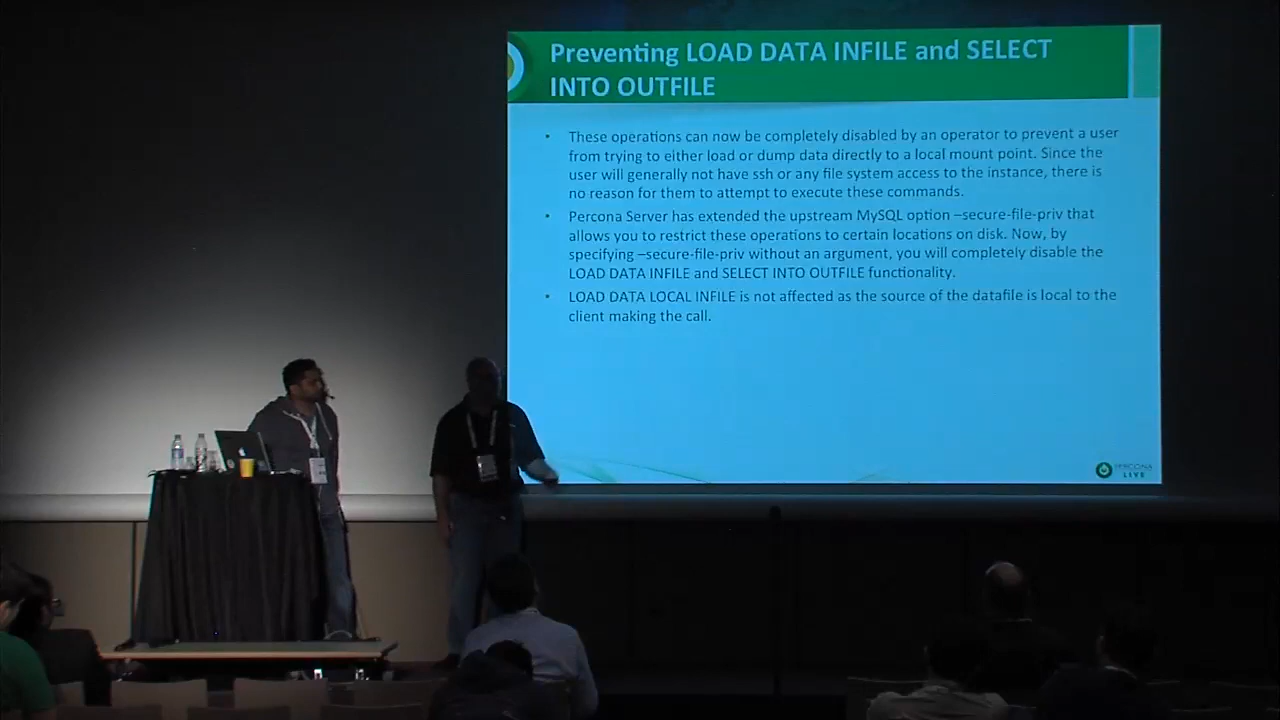 Preventing LOAD DATA INFILE and SELECT
INTO OUTFILE
• These operations can now be completely disabled by an operator to prevent a user
from trying to either load or dump data directly to a local mount point. Since the
user will generally not have ssh or any file system access to the instance, there is
no reason for them to attempt to execute these commands.
• Percona Server has extended the upstream MySQL option –secure-file-priv that
allows you to restrict these operations to certain locations on disk. Now, by
specifying –secure-file-priv without an argument, you will completely disable the
LOAD DATA INFILE and SELECT INTO OUTFILE functionality.
• LOAD DATA LOCAL INFILE is not affected as the source of the datafile is local to the
client making the call.
PERCONA
LIVE